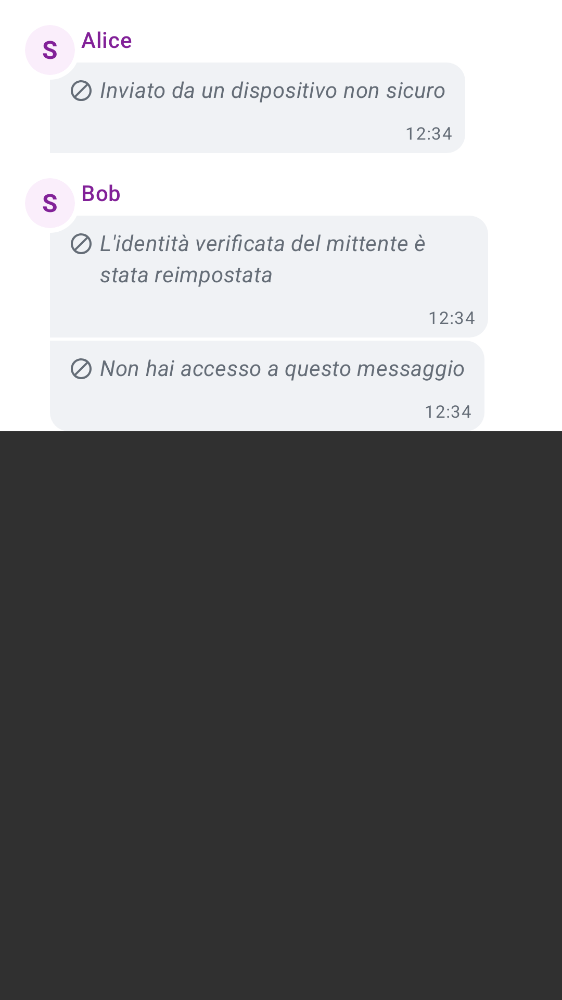 S
Alice
Inviato da un dispositivo non sicuro
12:34
S
Bob
L'identità verificata del mittente è
stata reimpostata
12:34
Non hai accesso a questo messaggio
12:34